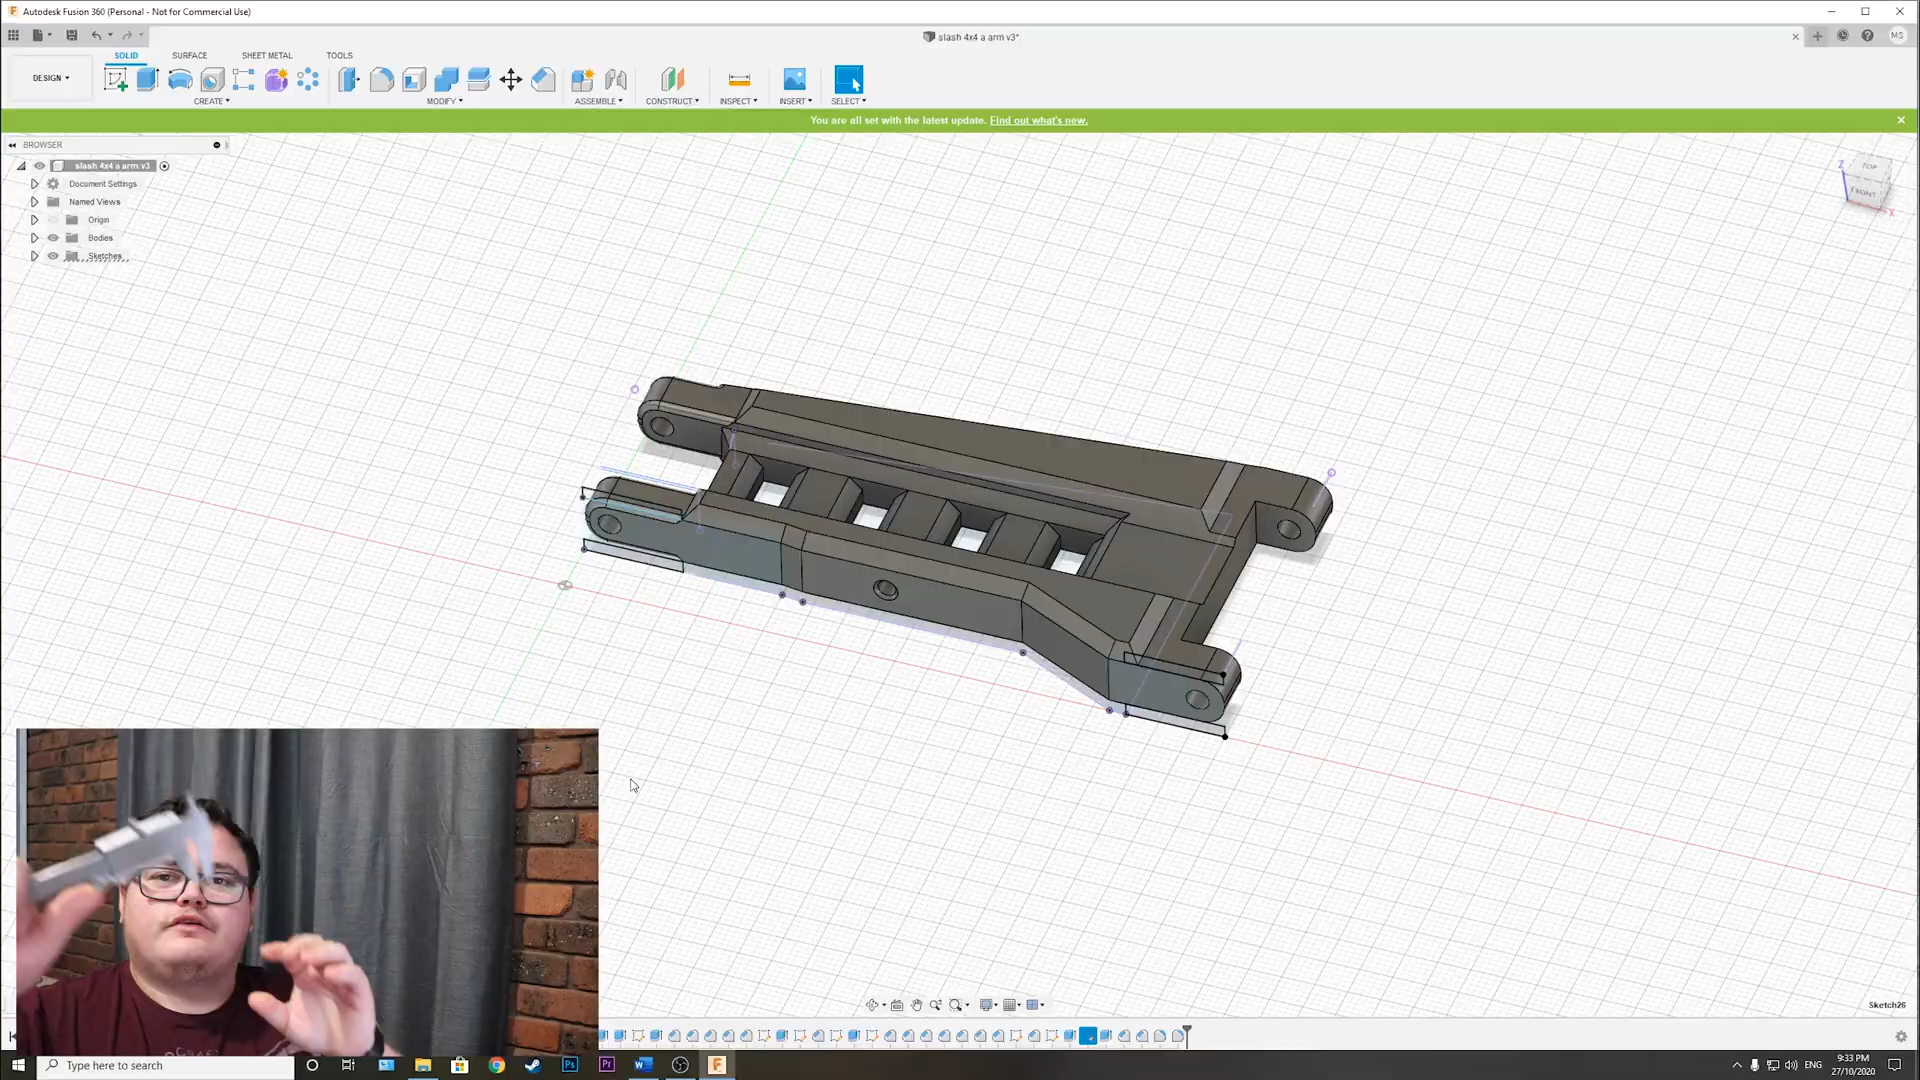 Autodesk Fusion 360 (Personal - Not for Commercial Use)
slash 4x4 a arm v3*
MS
SOLID SURFACE SHEET METAL TOOLS
DESIGN
CREATE MODIFY ASSEMBLE CONSTRUCT INSPECT INSERT SELECT
You are all set with the latest update. Find out what's new.
BROWSER
slash 4x4 a arm v3
Document Settings
Named Views
Origin
Bodies
Sketches
Z
TOP
FRONT
X
Sketch26
Type here to search
Ps
Pr
ENG
9:33 PM
27/10/2020